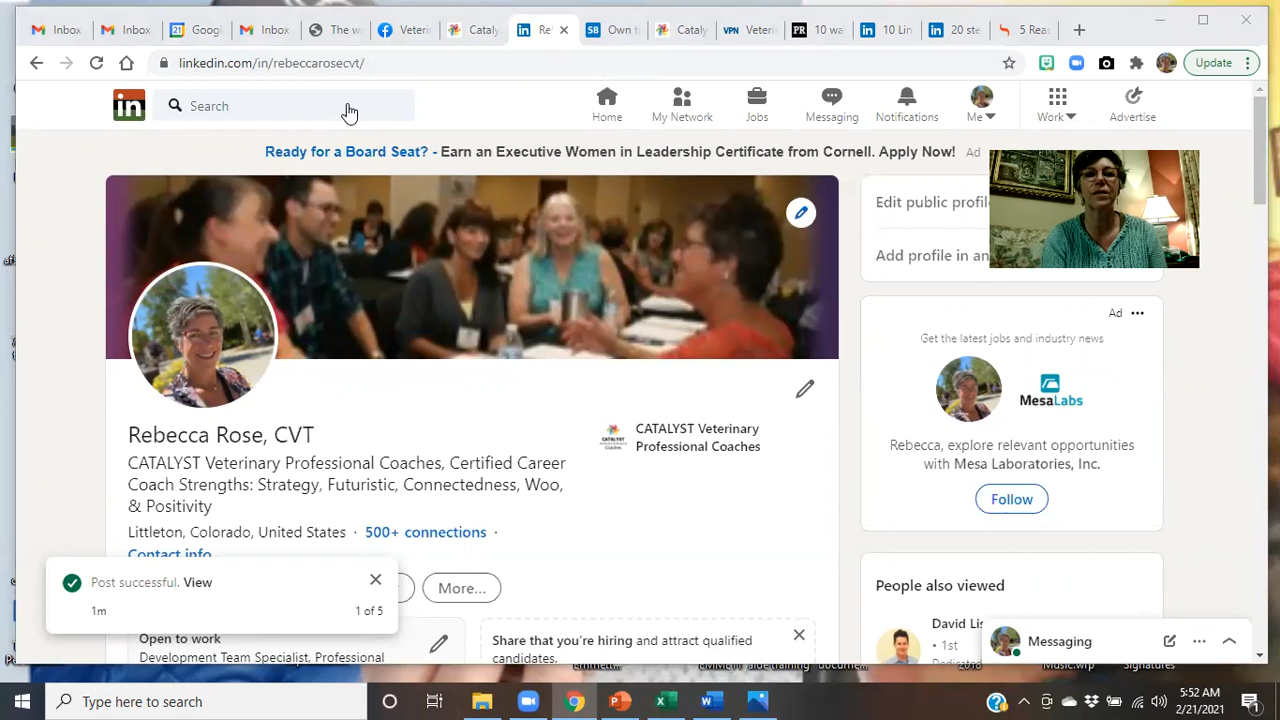 Inbox
Inbox
Googl
Inbox
The w
Veteri
Cataly
Re
Own t
Cataly
VPN Veterin
PR 10 wa
10 Lin
20 ste
5 Reas
linkedin.com/in/rebeccarosecvt/
Update
in
Search
Home
My Network
Jobs
Messaging
Notifications
Me
Work
Advertise
Ready for a Board Seat? - Earn an Executive Women in Leadership Certificate from Cornell. Apply Now! Ad
Edit public profil
Add profile in an
Rebecca Rose, CVT
CATALYST Veterinary Professional Coaches, Certified Career
Coach Strengths: Strategy, Futuristic, Connectedness, Woo,
& Positivity
Littleton, Colorado, United States · 500+ connections ·
Contact info
CATALYST Veterinary
Professional Coaches
More...
Post successful. View
1m
1 of 5
Open to work
Development Team Specialist, Professional
Share that you're hiring and attract qualified
candidates.
Ad
Get the latest jobs and industry news
MesaLabs
Rebecca, explore relevant opportunities
with Mesa Laboratories, Inc.
Follow
People also viewed
David Lis
1st
Messaging
Type here to search
5:52 AM
2/21/2021